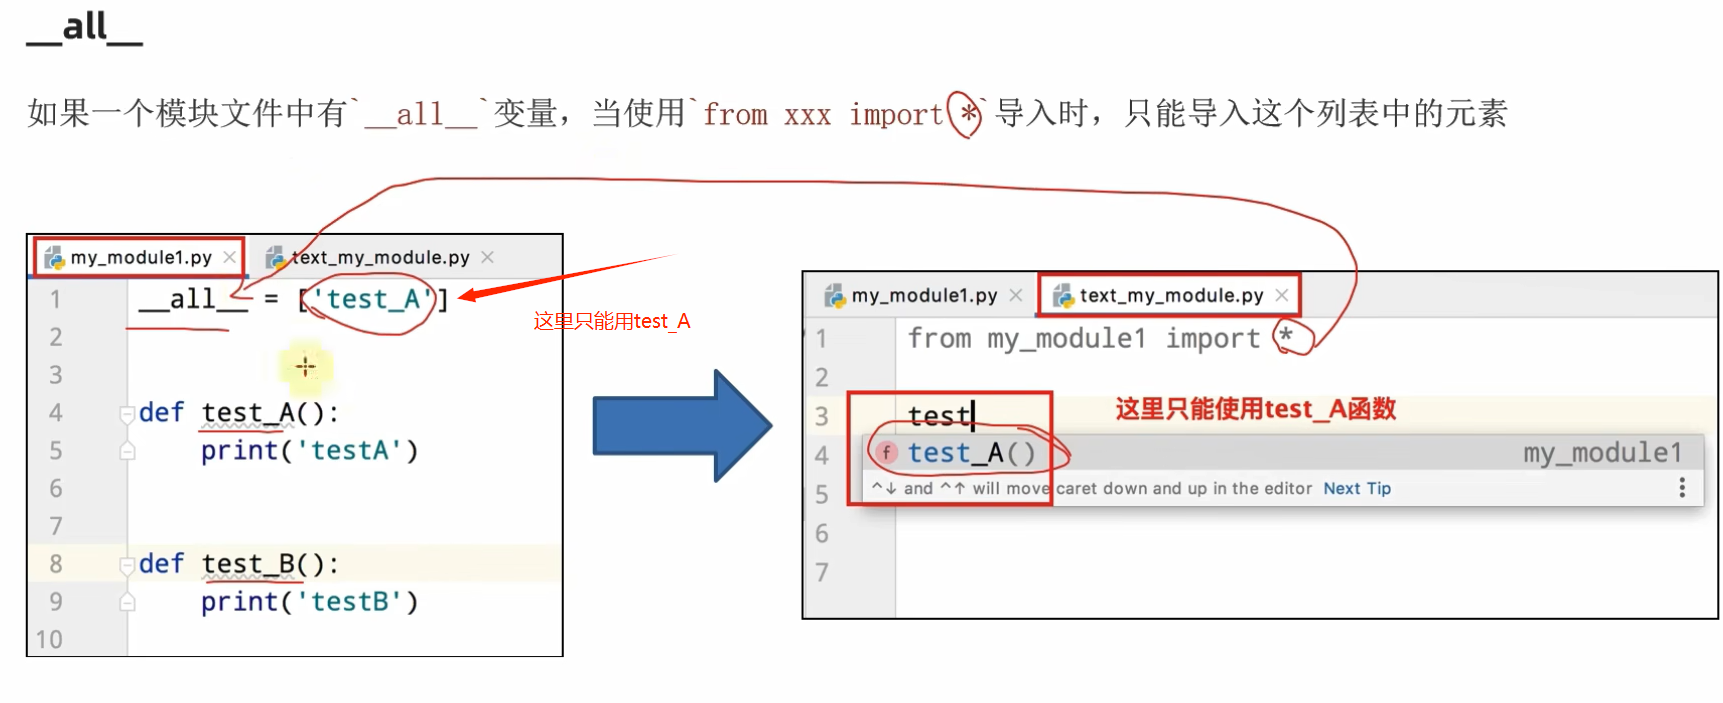 __all__
如果一个模块文件中有`__all__`变量，当使用`from xxx import *`导入时，只能导入这个列表中的元素
my_module1.py
text_my_module.py
1 __all__ = ['test_A']
2
3
4 def test_A():
5 print('testA')
6
7
8 def test_B():
9 print('testB')
10
这里只能用test_A
my_module1.py
text_my_module.py
1 from my_module1 import *
2
3 test
这里只能使用test_A函数
4 f test_A() my_module1
5 ^↓ and ^↑ will move caret down and up in the editor Next Tip
6
7